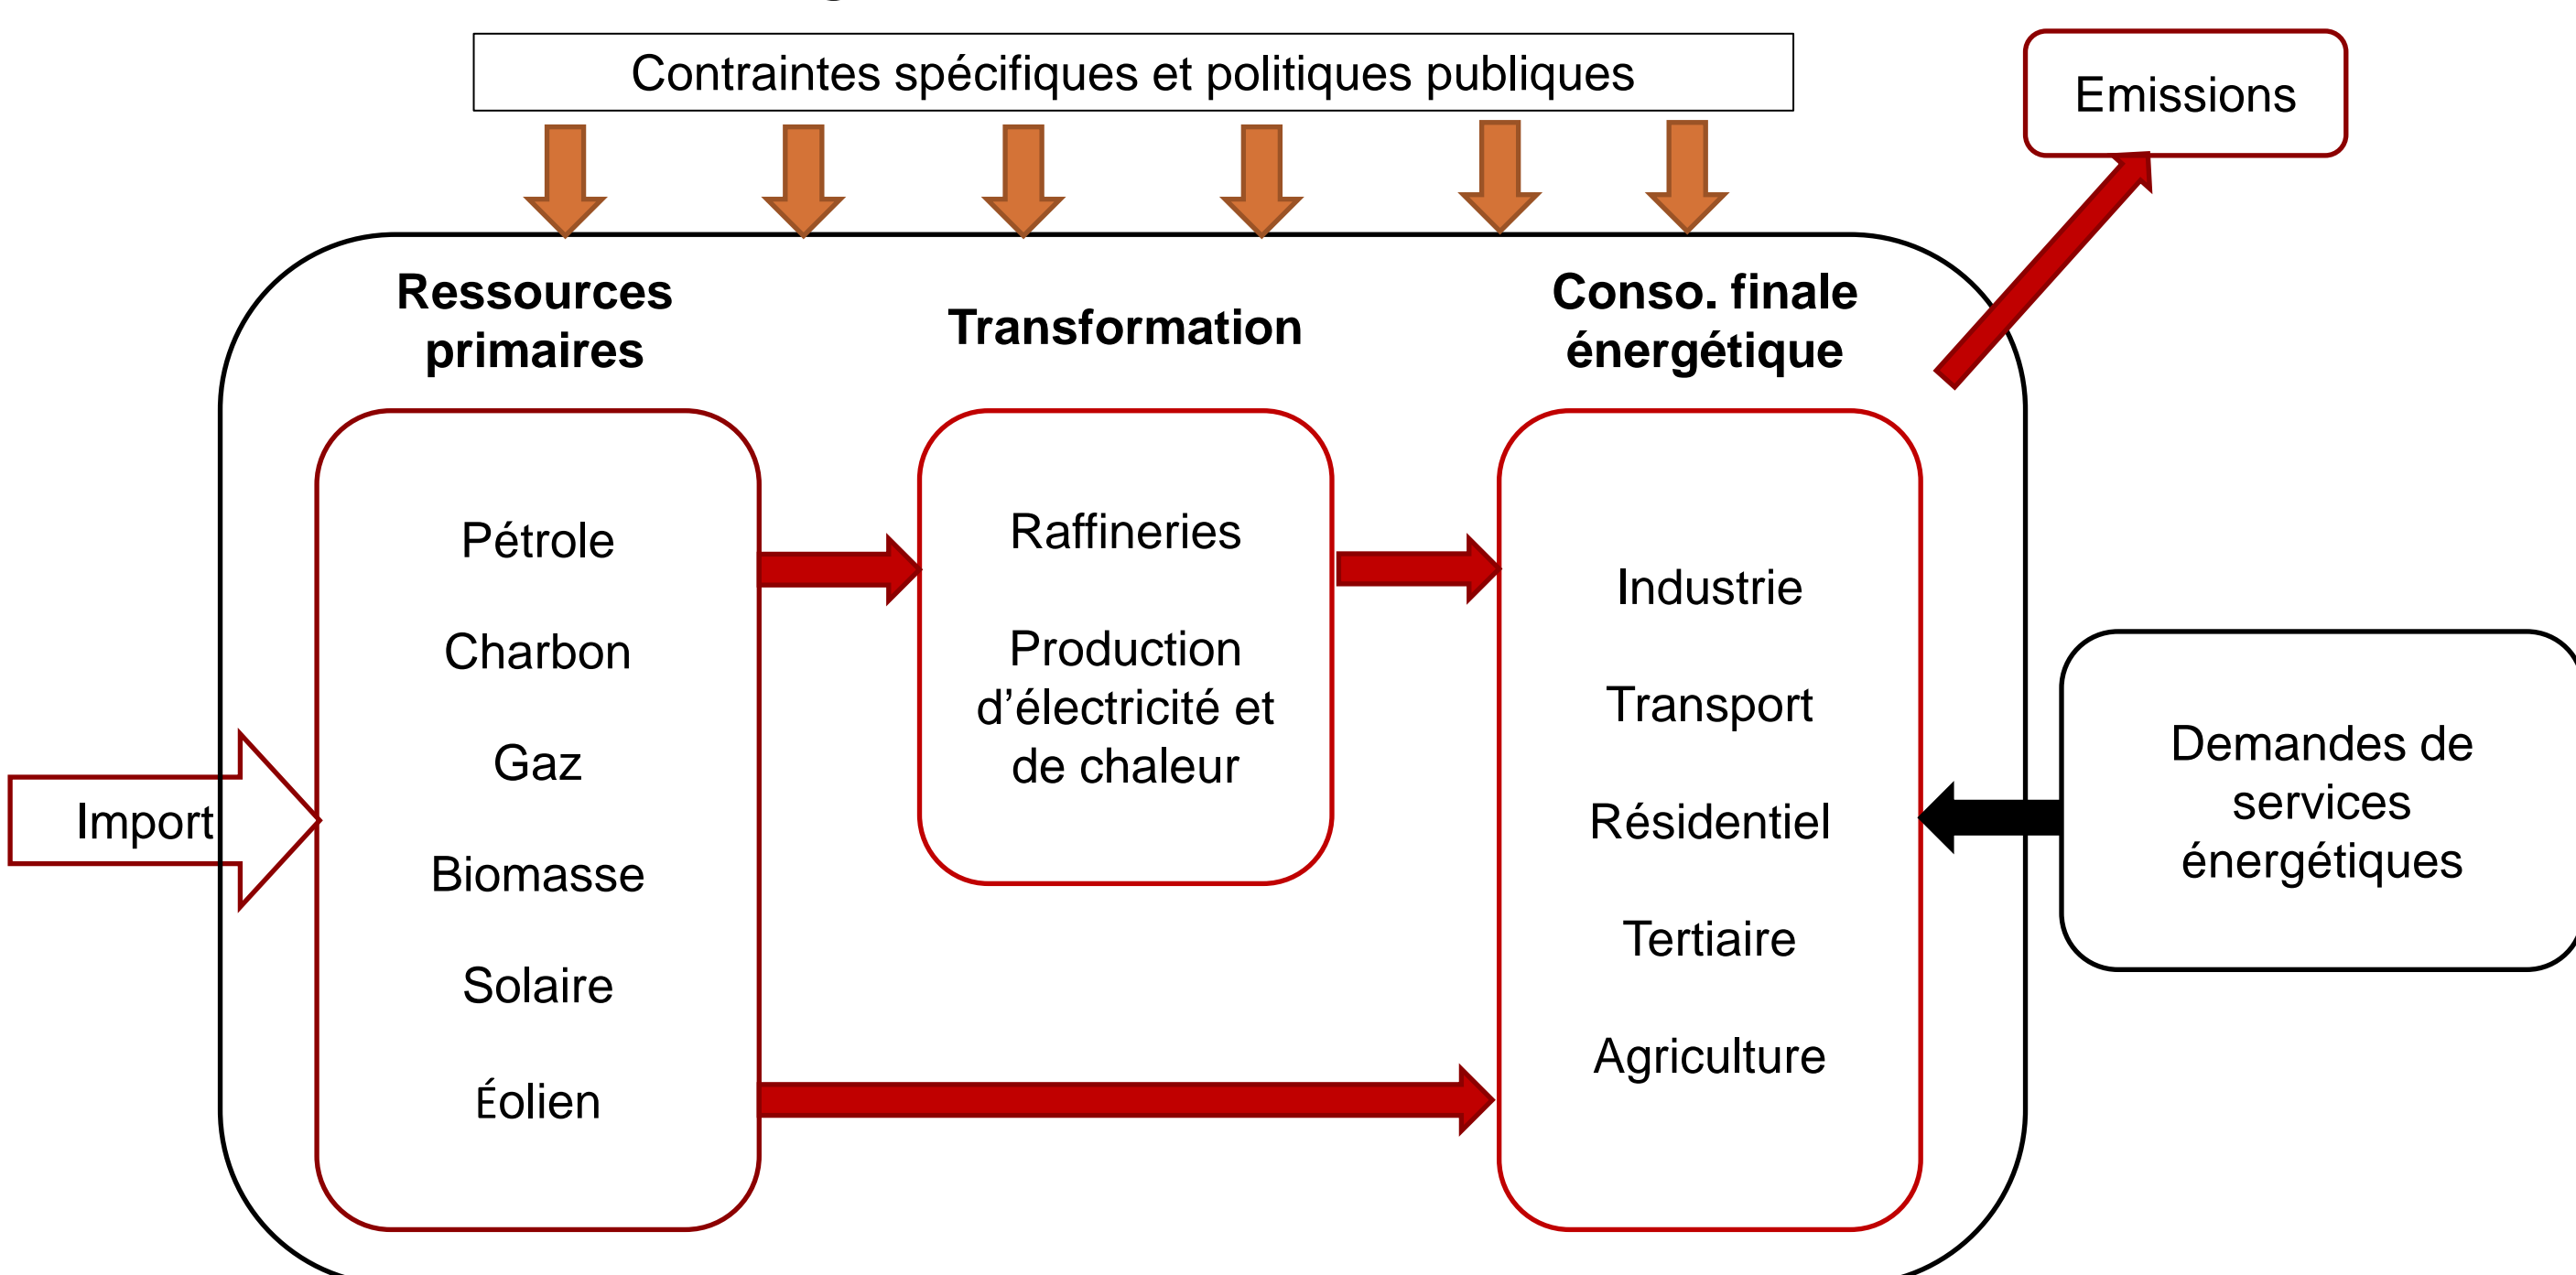 Contraintes spécifiques et politiques publiques
Emissions
Ressources
primaires
Transformation
Conso. finale
énergétique
Import
Pétrole
Charbon
Gaz
Biomasse
Solaire
Éolien
Raffineries
Production
d’électricité et
de chaleur
Industrie
Transport
Résidentiel
Tertiaire
Agriculture
Demandes de
services
énergétiques